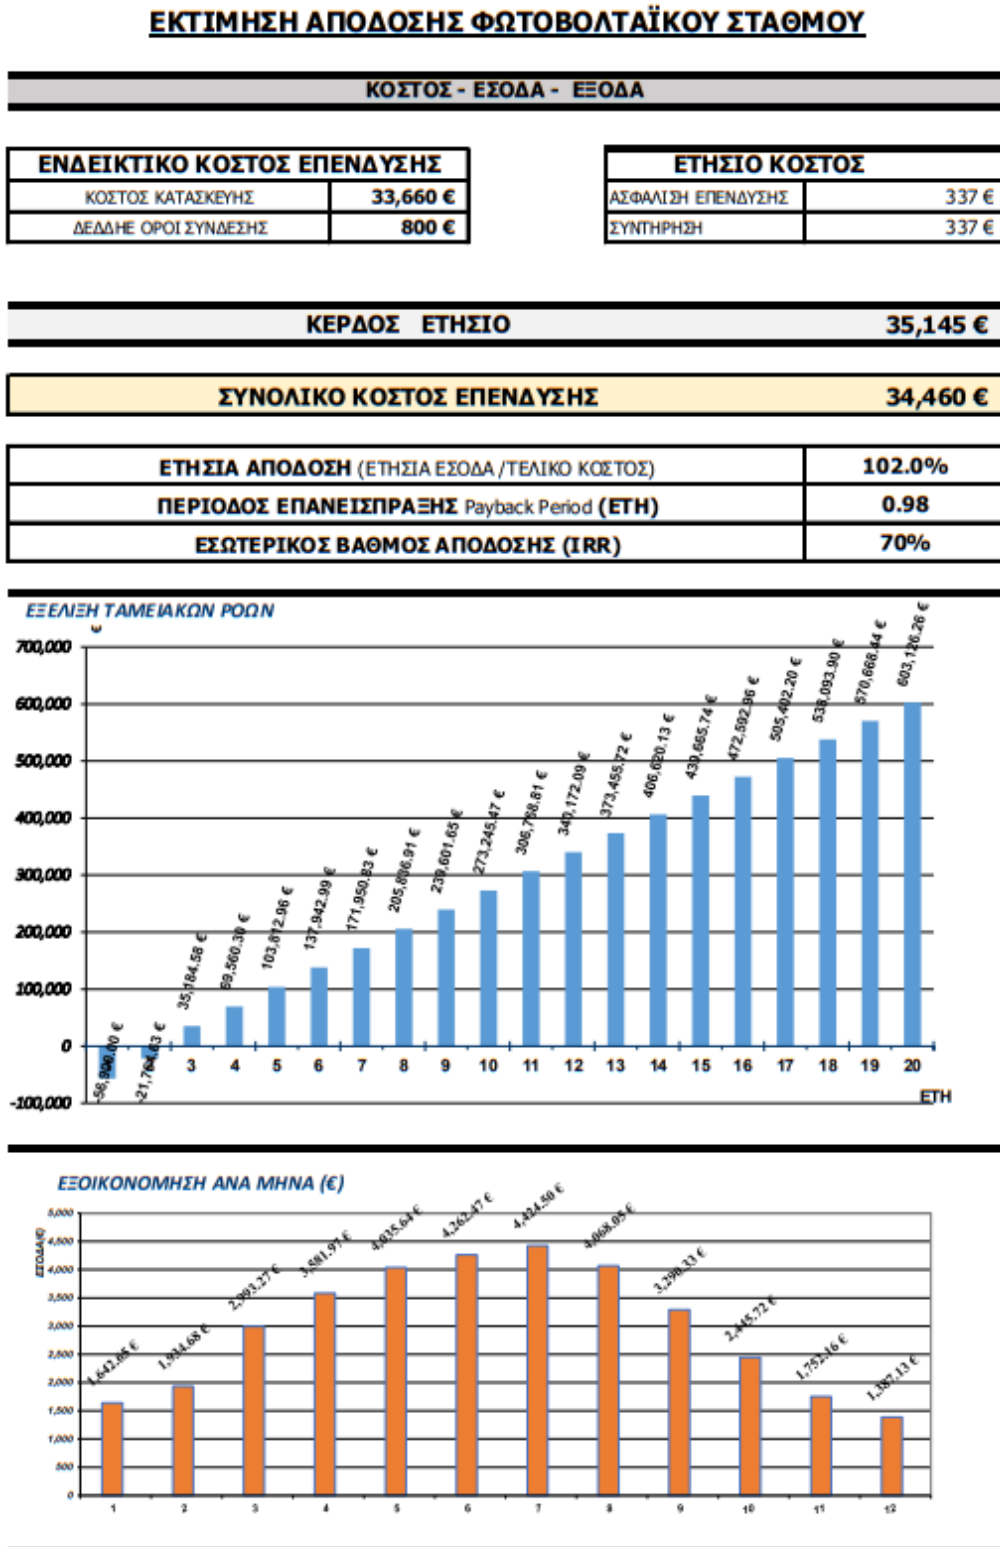 ΕΚΤΙΜΗΣΗ ΑΠΟΔΟΣΗΣ ΦΩΤΟΒΟΛΤΑΪΚΟΥ ΣΤΑΘΜΟΥ
ΚΟΣΤΟΣ - ΕΣΟΔΑ - ΕΞΟΔΑ
ΕΝΔΕΙΚΤΙΚΟ ΚΟΣΤΟΣ ΕΠΕΝΔΥΣΗΣ
ΚΟΣΤΟΣ ΚΑΤΑΣΚΕΥΗΣ 33,660 €
ΔΕΔΔΗΕ ΟΡΟΙ ΣΥΝΔΕΣΗΣ 800 €
ΕΤΗΣΙΟ ΚΟΣΤΟΣ
ΑΣΦΑΛΙΣΗ ΕΠΕΝΔΥΣΗΣ 337 €
ΣΥΝΤΗΡΗΣΗ 337 €
ΚΕΡΔΟΣ ΕΤΗΣΙΟ 35,145 €
ΣΥΝΟΛΙΚΟ ΚΟΣΤΟΣ ΕΠΕΝΔΥΣΗΣ 34,460 €
ΕΤΗΣΙΑ ΑΠΟΔΟΣΗ (ΕΤΗΣΙΑ ΕΣΟΔΑ /ΤΕΛΙΚΟ ΚΟΣΤΟΣ) 102.0%
ΠΕΡΙΟΔΟΣ ΕΠΑΝΕΙΣΠΡΑΞΗΣ Payback Period (ΕΤΗ) 0.98
ΕΣΩΤΕΡΙΚΟΣ ΒΑΘΜΟΣ ΑΠΟΔΟΣΗΣ (IRR) 70%
ΕΞΕΛΙΞΗ ΤΑΜΕΙΑΚΩΝ ΡΟΩΝ
€
700,000
600,000
500,000
400,000
300,000
200,000
100,000
0
-100,000
-21,764.63 €
35,184.58 €
69,560.30 €
103,812.96 €
137,942.99 €
171,950.83 €
205,836.91 €
239,601.65 €
273,245.47 €
306,768.81 €
340,172.09 €
373,455.72 €
406,620.13 €
439,665.74 €
472,592.96 €
505,402.20 €
538,093.90 €
570,668.44 €
603,126.26 €
3 4 5 6 7 8 9 10 11 12 13 14 15 16 17 18 19 20
ΕΤΗ
ΕΞΟΙΚΟΝΟΜΗΣΗ ΑΝΑ ΜΗΝΑ (€)
ΕΣΟΔΑ(€)
5,000
4,500
4,000
3,500
3,000
2,500
2,000
1,500
1,000
500
0
1,642.65 €
1,934.68 €
2,993.27 €
3,581.97 €
4,035.64 €
4,262.47 €
4,424.50 €
4,068.05 €
3,290.33 €
2,445.72 €
1,752.16 €
1,387.13 €
1 2 3 4 5 6 7 8 9 10 11 12